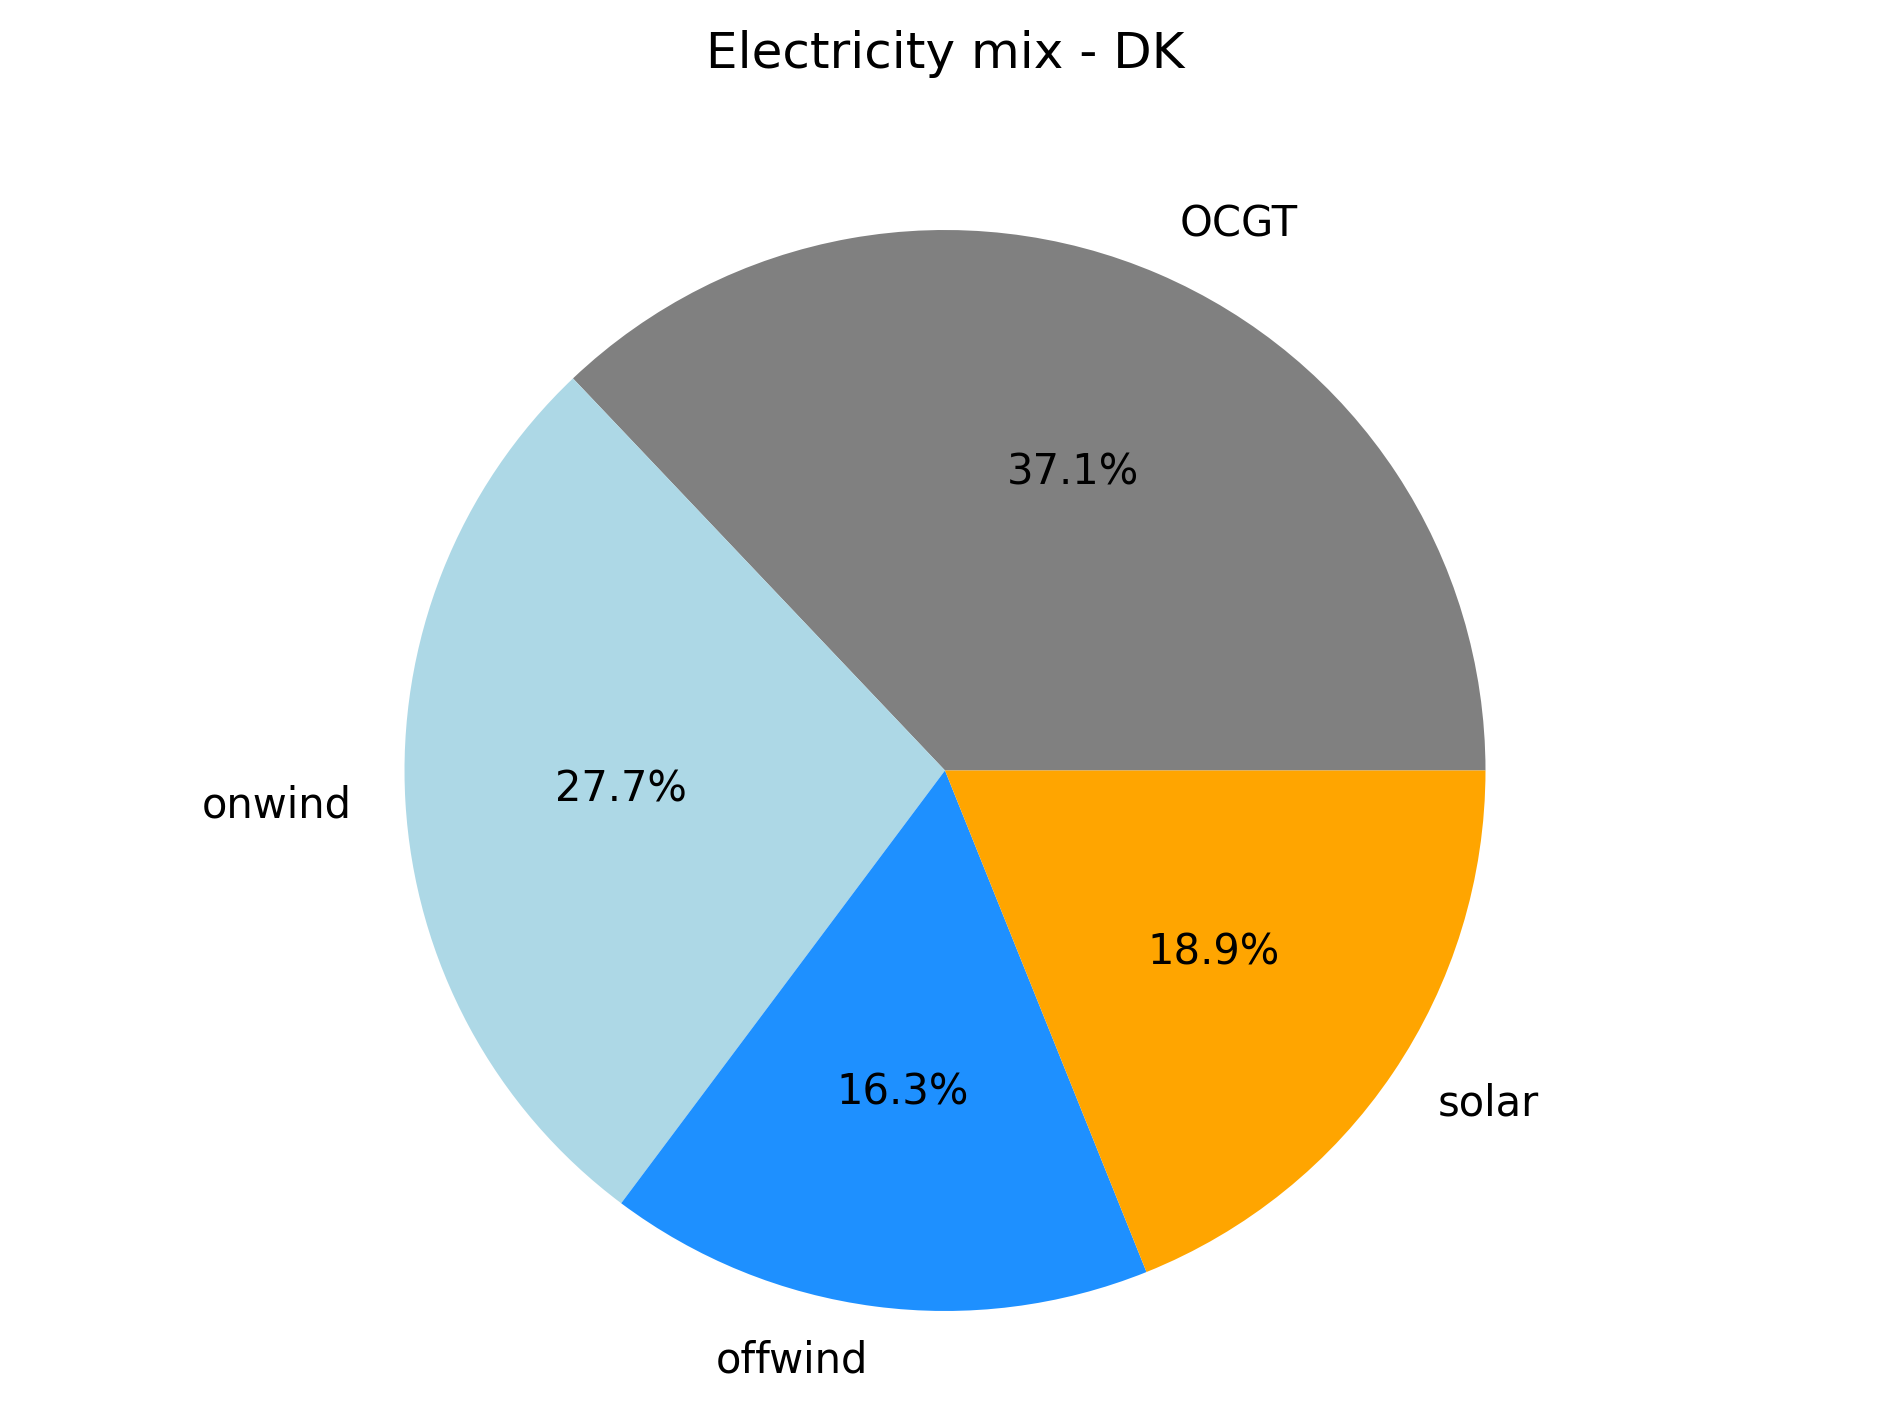 Electricity mix - DK
OCGT
37.1%
onwind
27.7%
18.9%
16.3%
solar
offwind